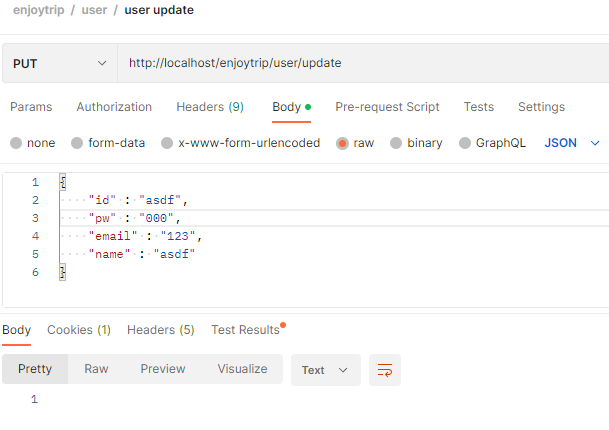 enjoytrip / user / user update
PUT http://localhost/enjoytrip/user/update
Params Authorization Headers (9) Body Pre-request Script Tests Settings
none form-data x-www-form-urlencoded raw binary GraphQL JSON
1 {
2 "id" : "asdf",
3 "pw" : "000",
4 "email" : "123",
5 "name" : "asdf"
6 }
Body Cookies (1) Headers (5) Test Results
Pretty Raw Preview Visualize Text
1